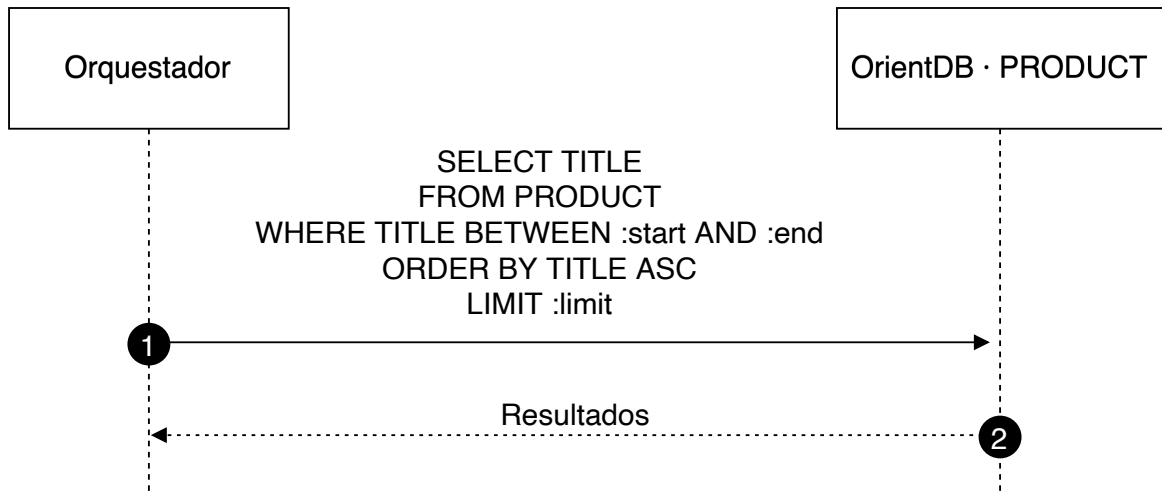 Orquestador
OrientDB · PRODUCT
SELECT TITLE
FROM PRODUCT
WHERE TITLE BETWEEN :start AND :end
ORDER BY TITLE ASC
LIMIT :limit
1
Resultados
2